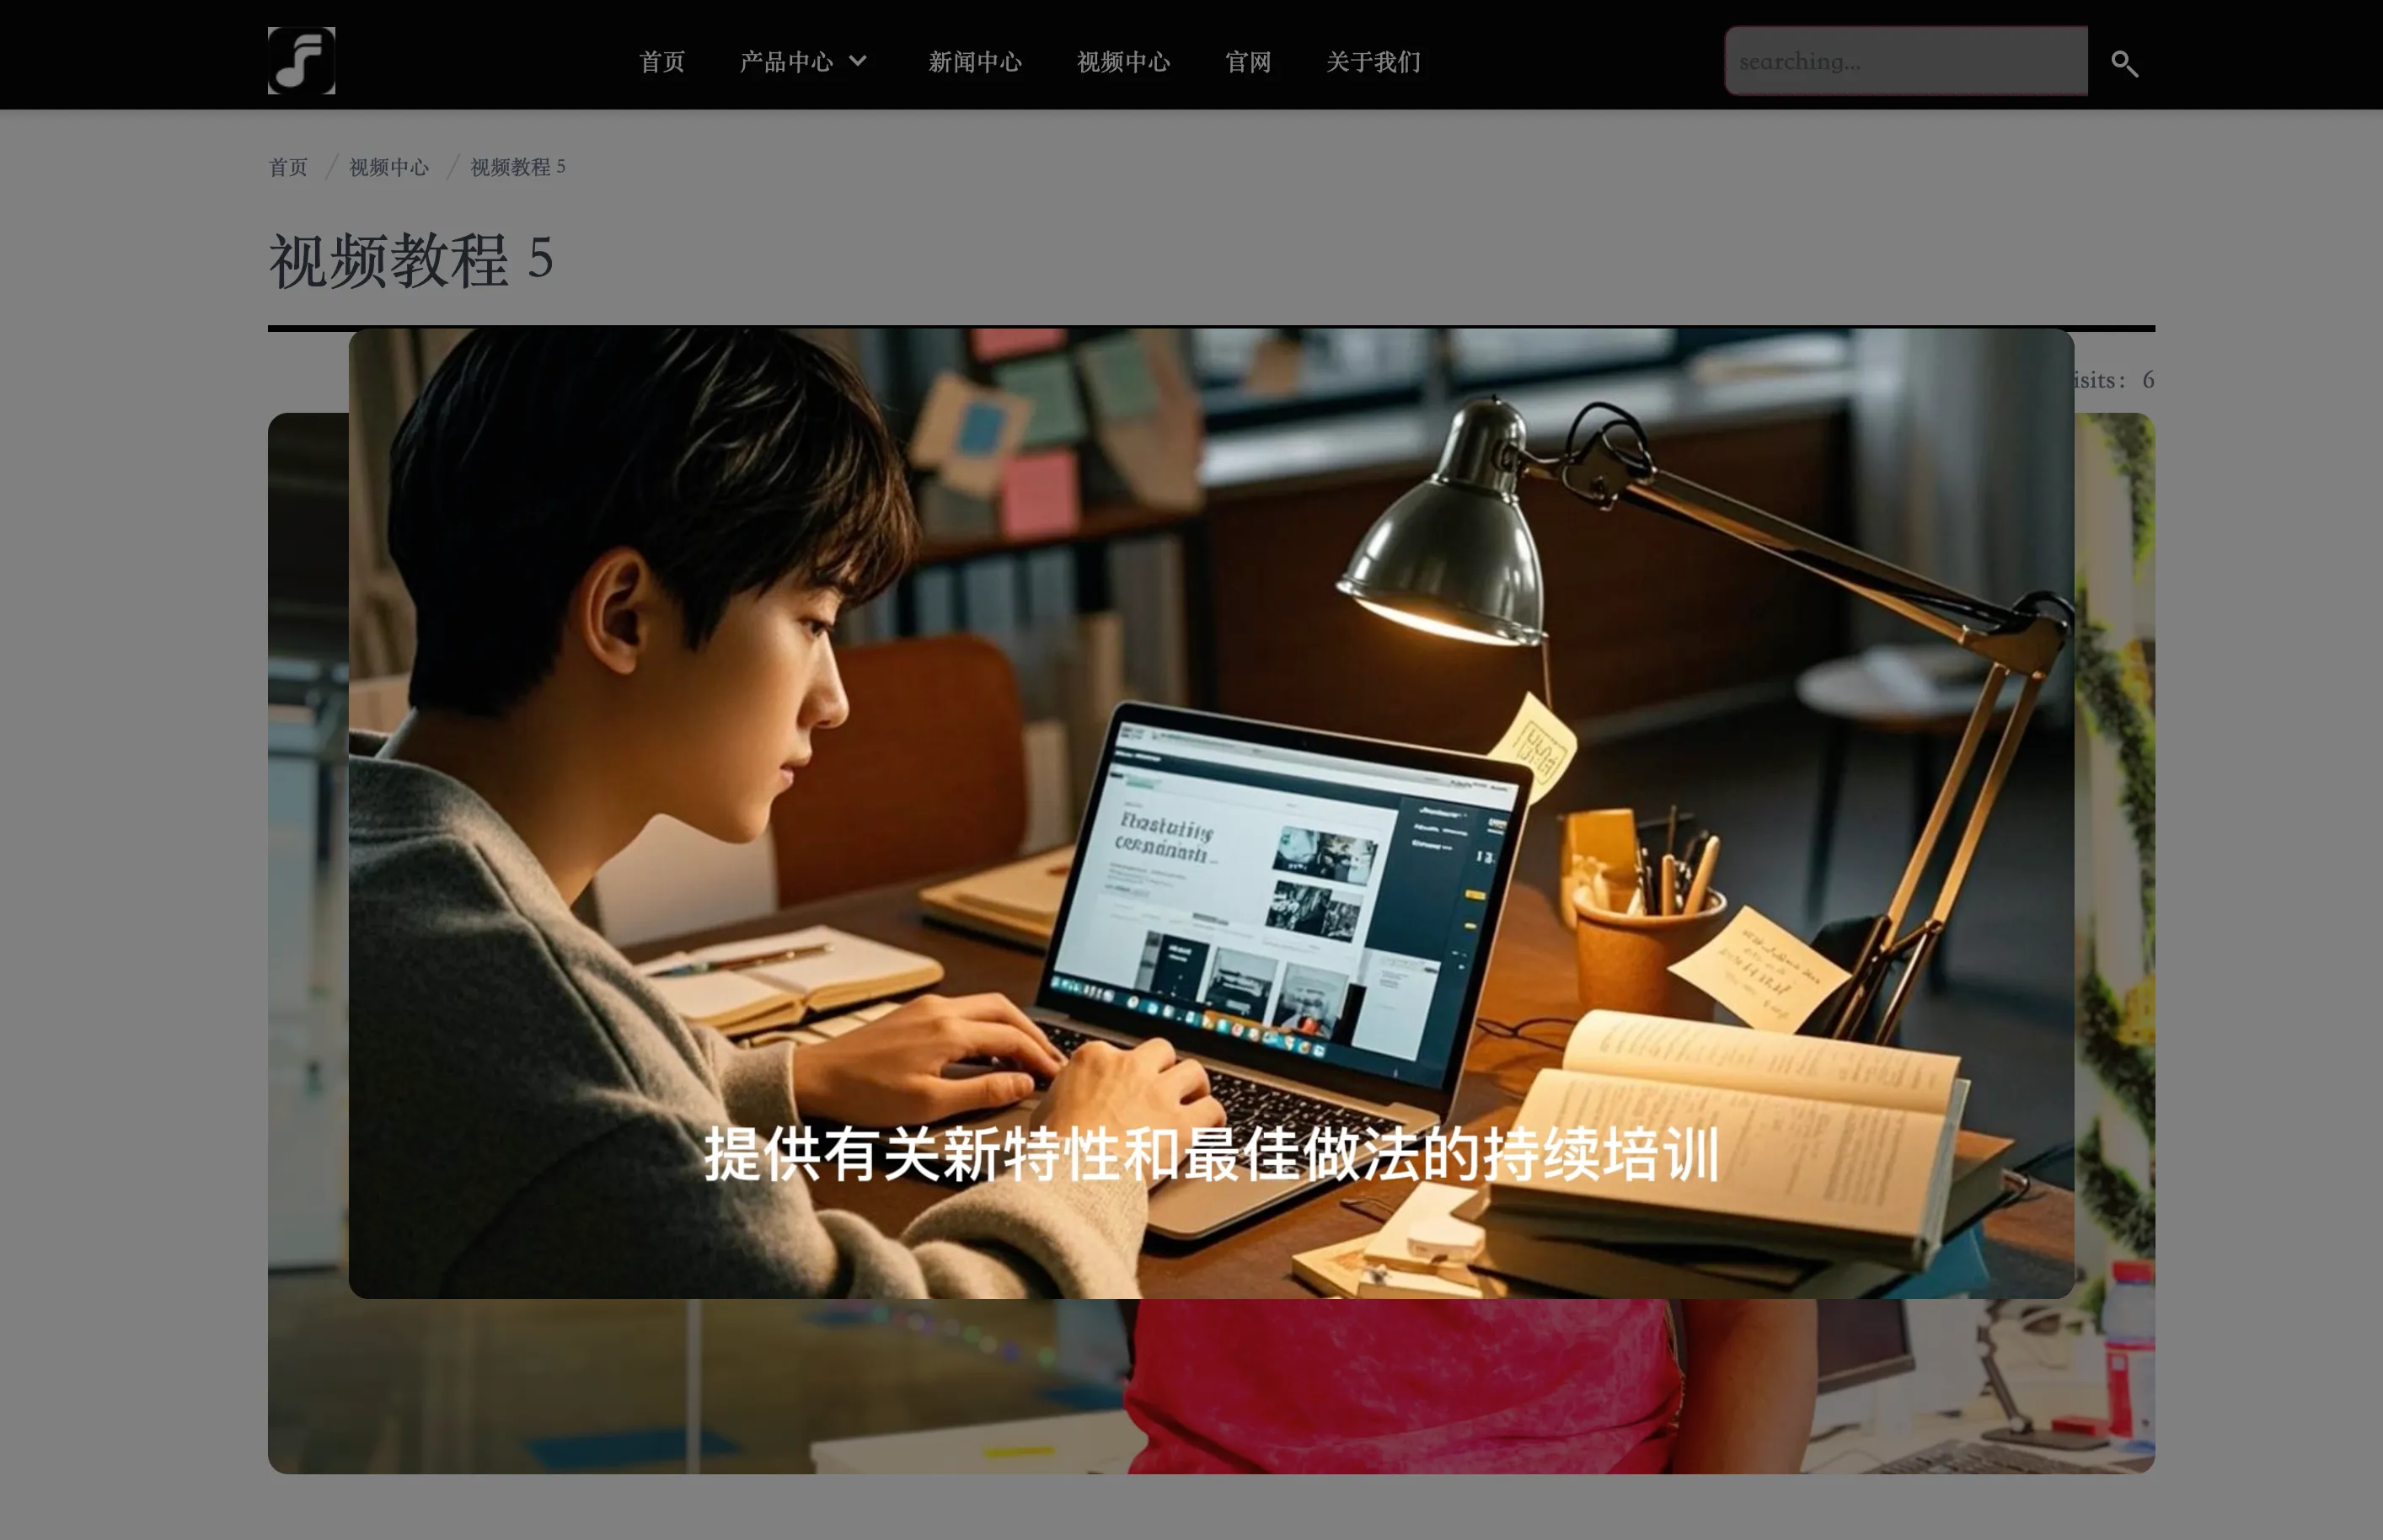 首页 产品中心 新闻中心 视频中心 官网 关于我们 searching...
首页 / 视频中心 / 视频教程 5
视频教程 5
isits: 6
提供有关新特性和最佳做法的持续培训